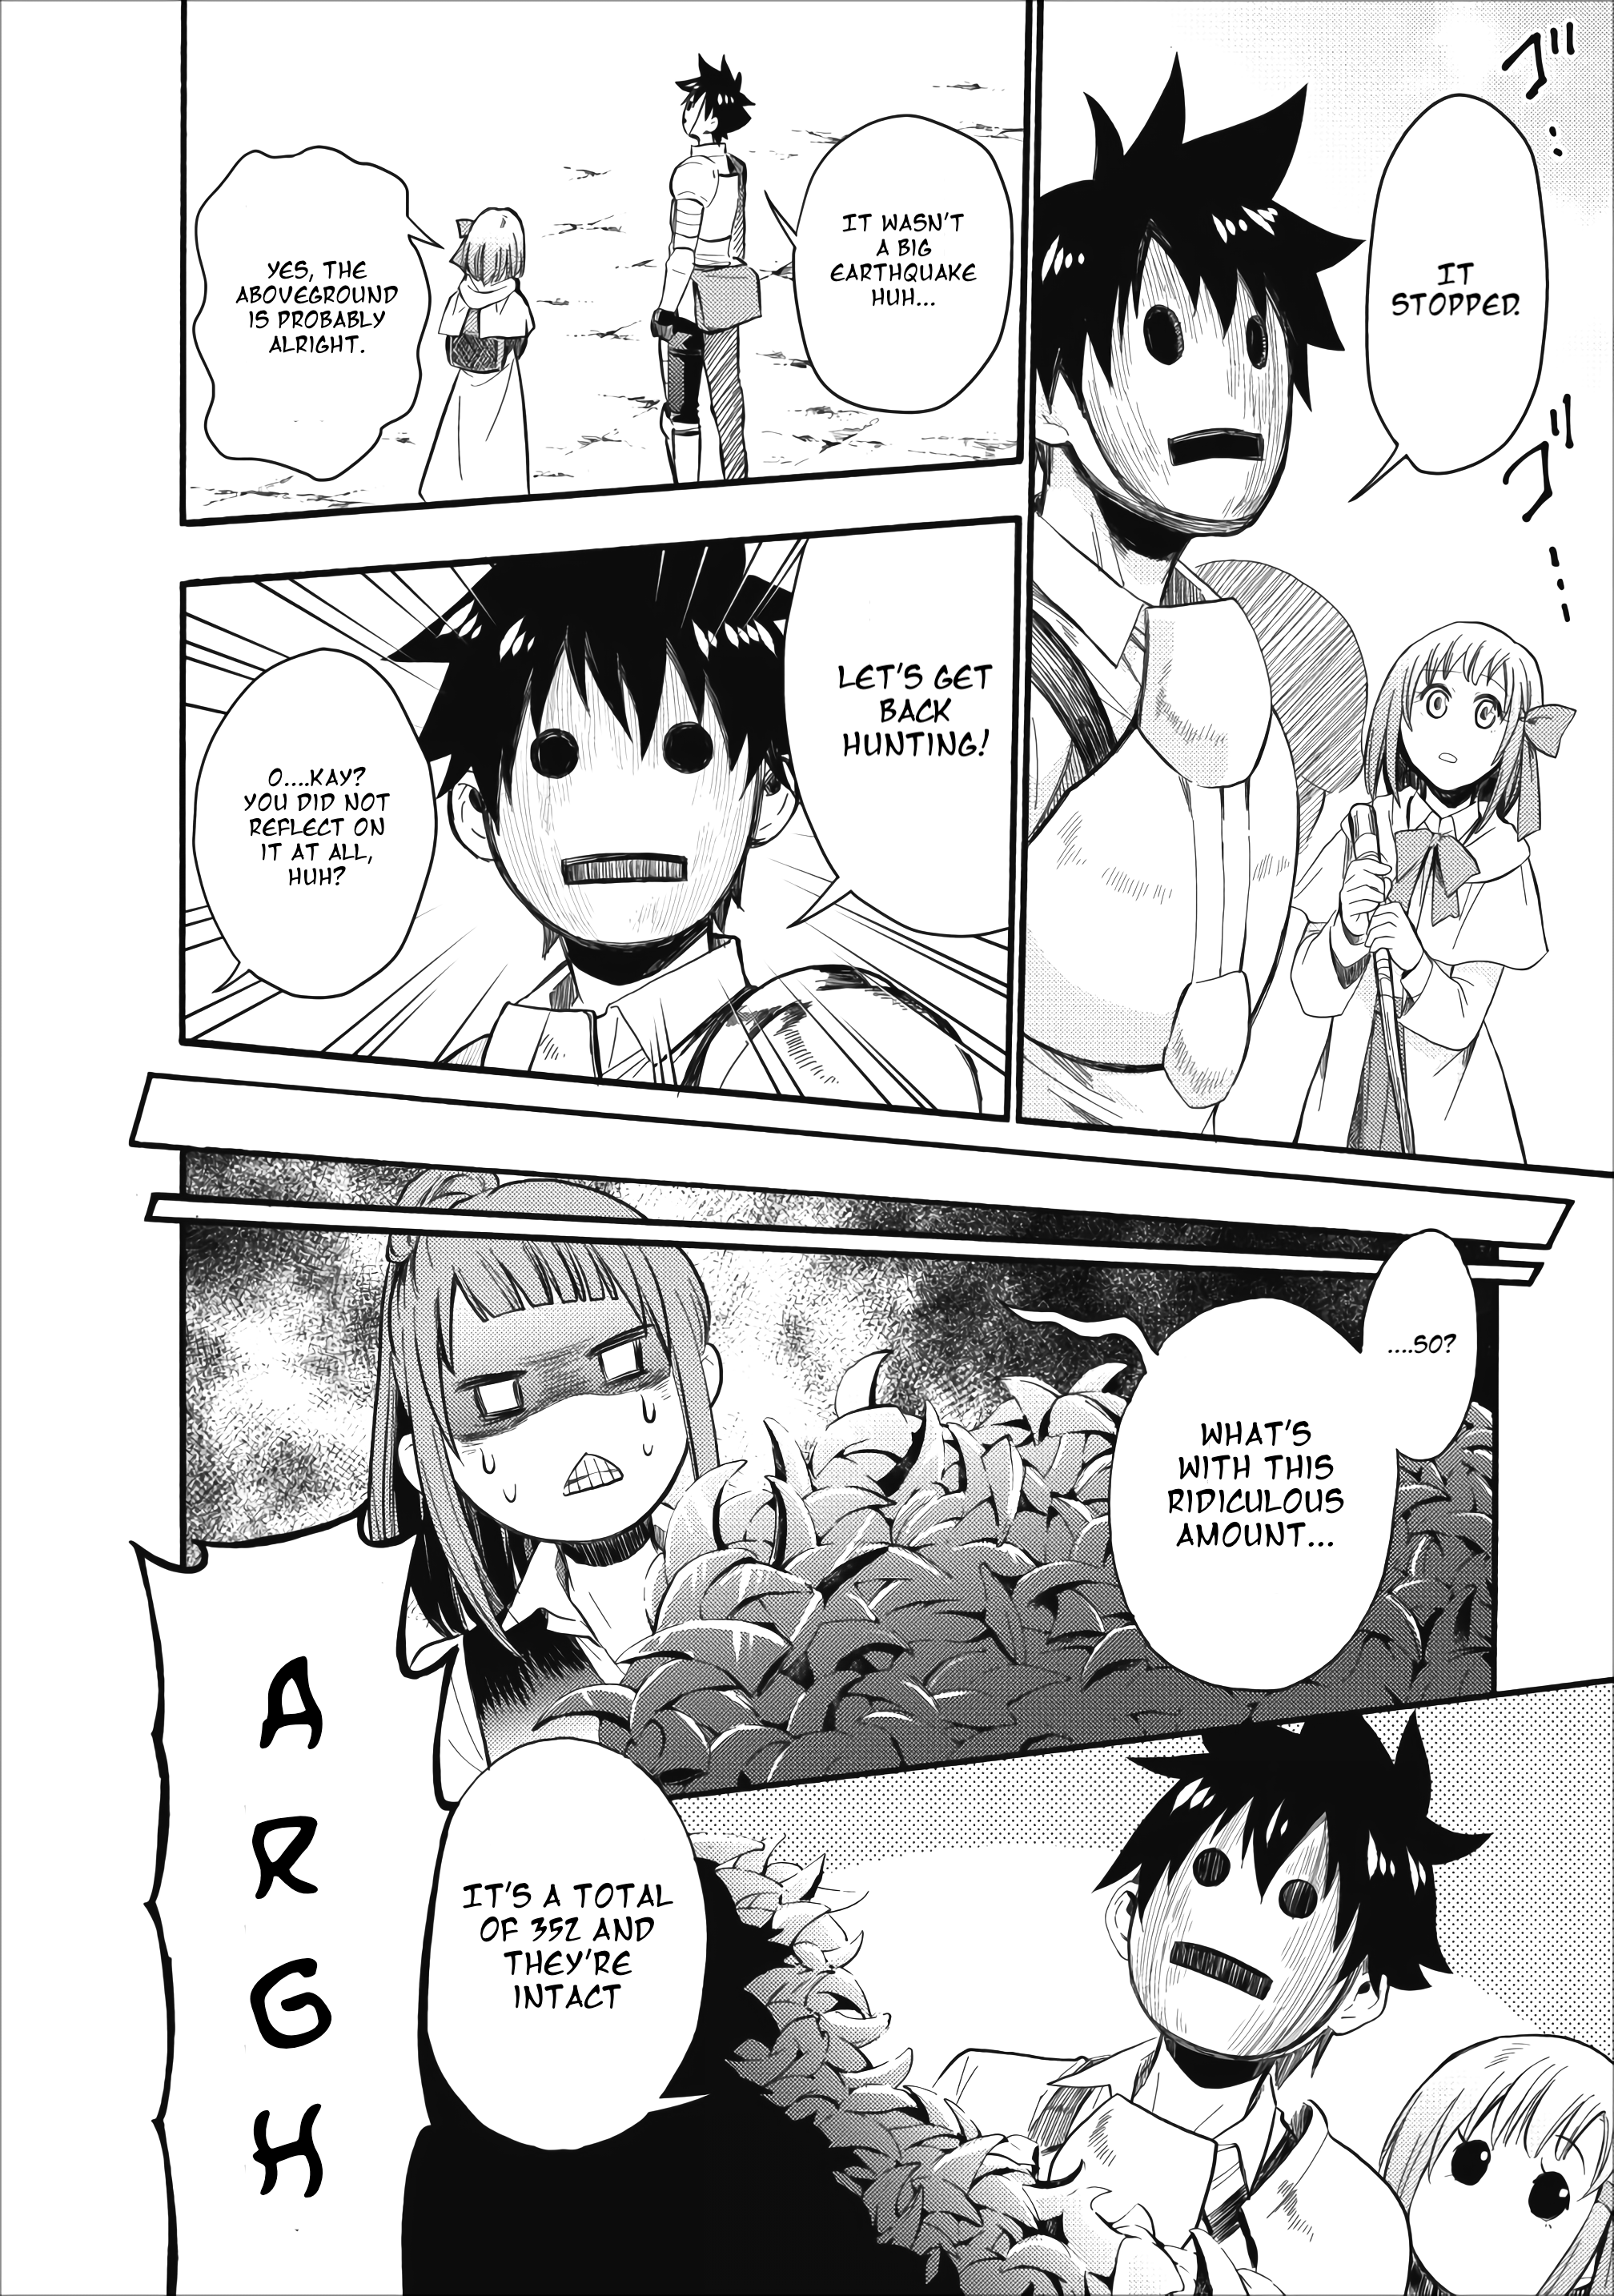 ゴ゛
IT
STOPPED.
IT WASN'T
A BIG
EARTHQUAKE
HUH...
YES, THE
ABOVEGROUND
IS PROBABLY
ALRIGHT.
LET'S GET
BACK
HUNTING!
O....KAY?
YOU DID NOT
REFLECT ON
IT AT ALL,
HUH?
....SO?
WHAT'S
WITH THIS
RIDICULOUS
AMOUNT...
IT'S A TOTAL
OF 352 AND
THEY'RE
INTACT
ARGH